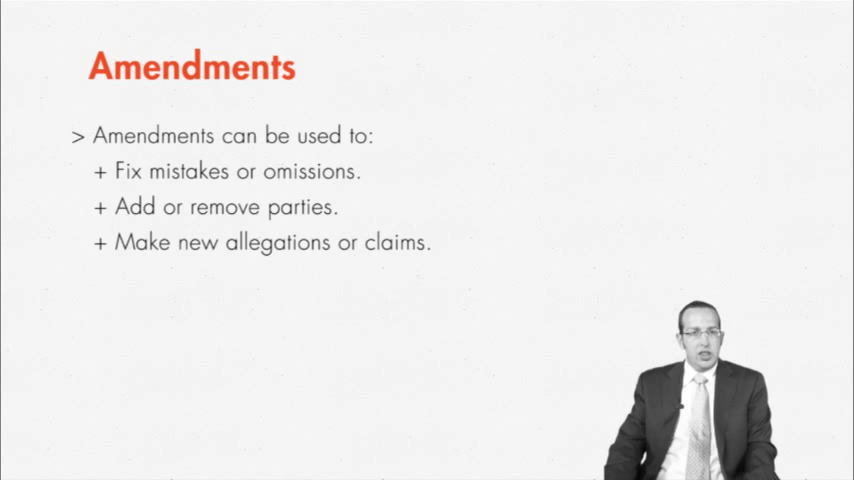 Amendments
> Amendments can be used to:
+ Fix mistakes or omissions.
+ Add or remove parties.
+ Make new allegations or claims.